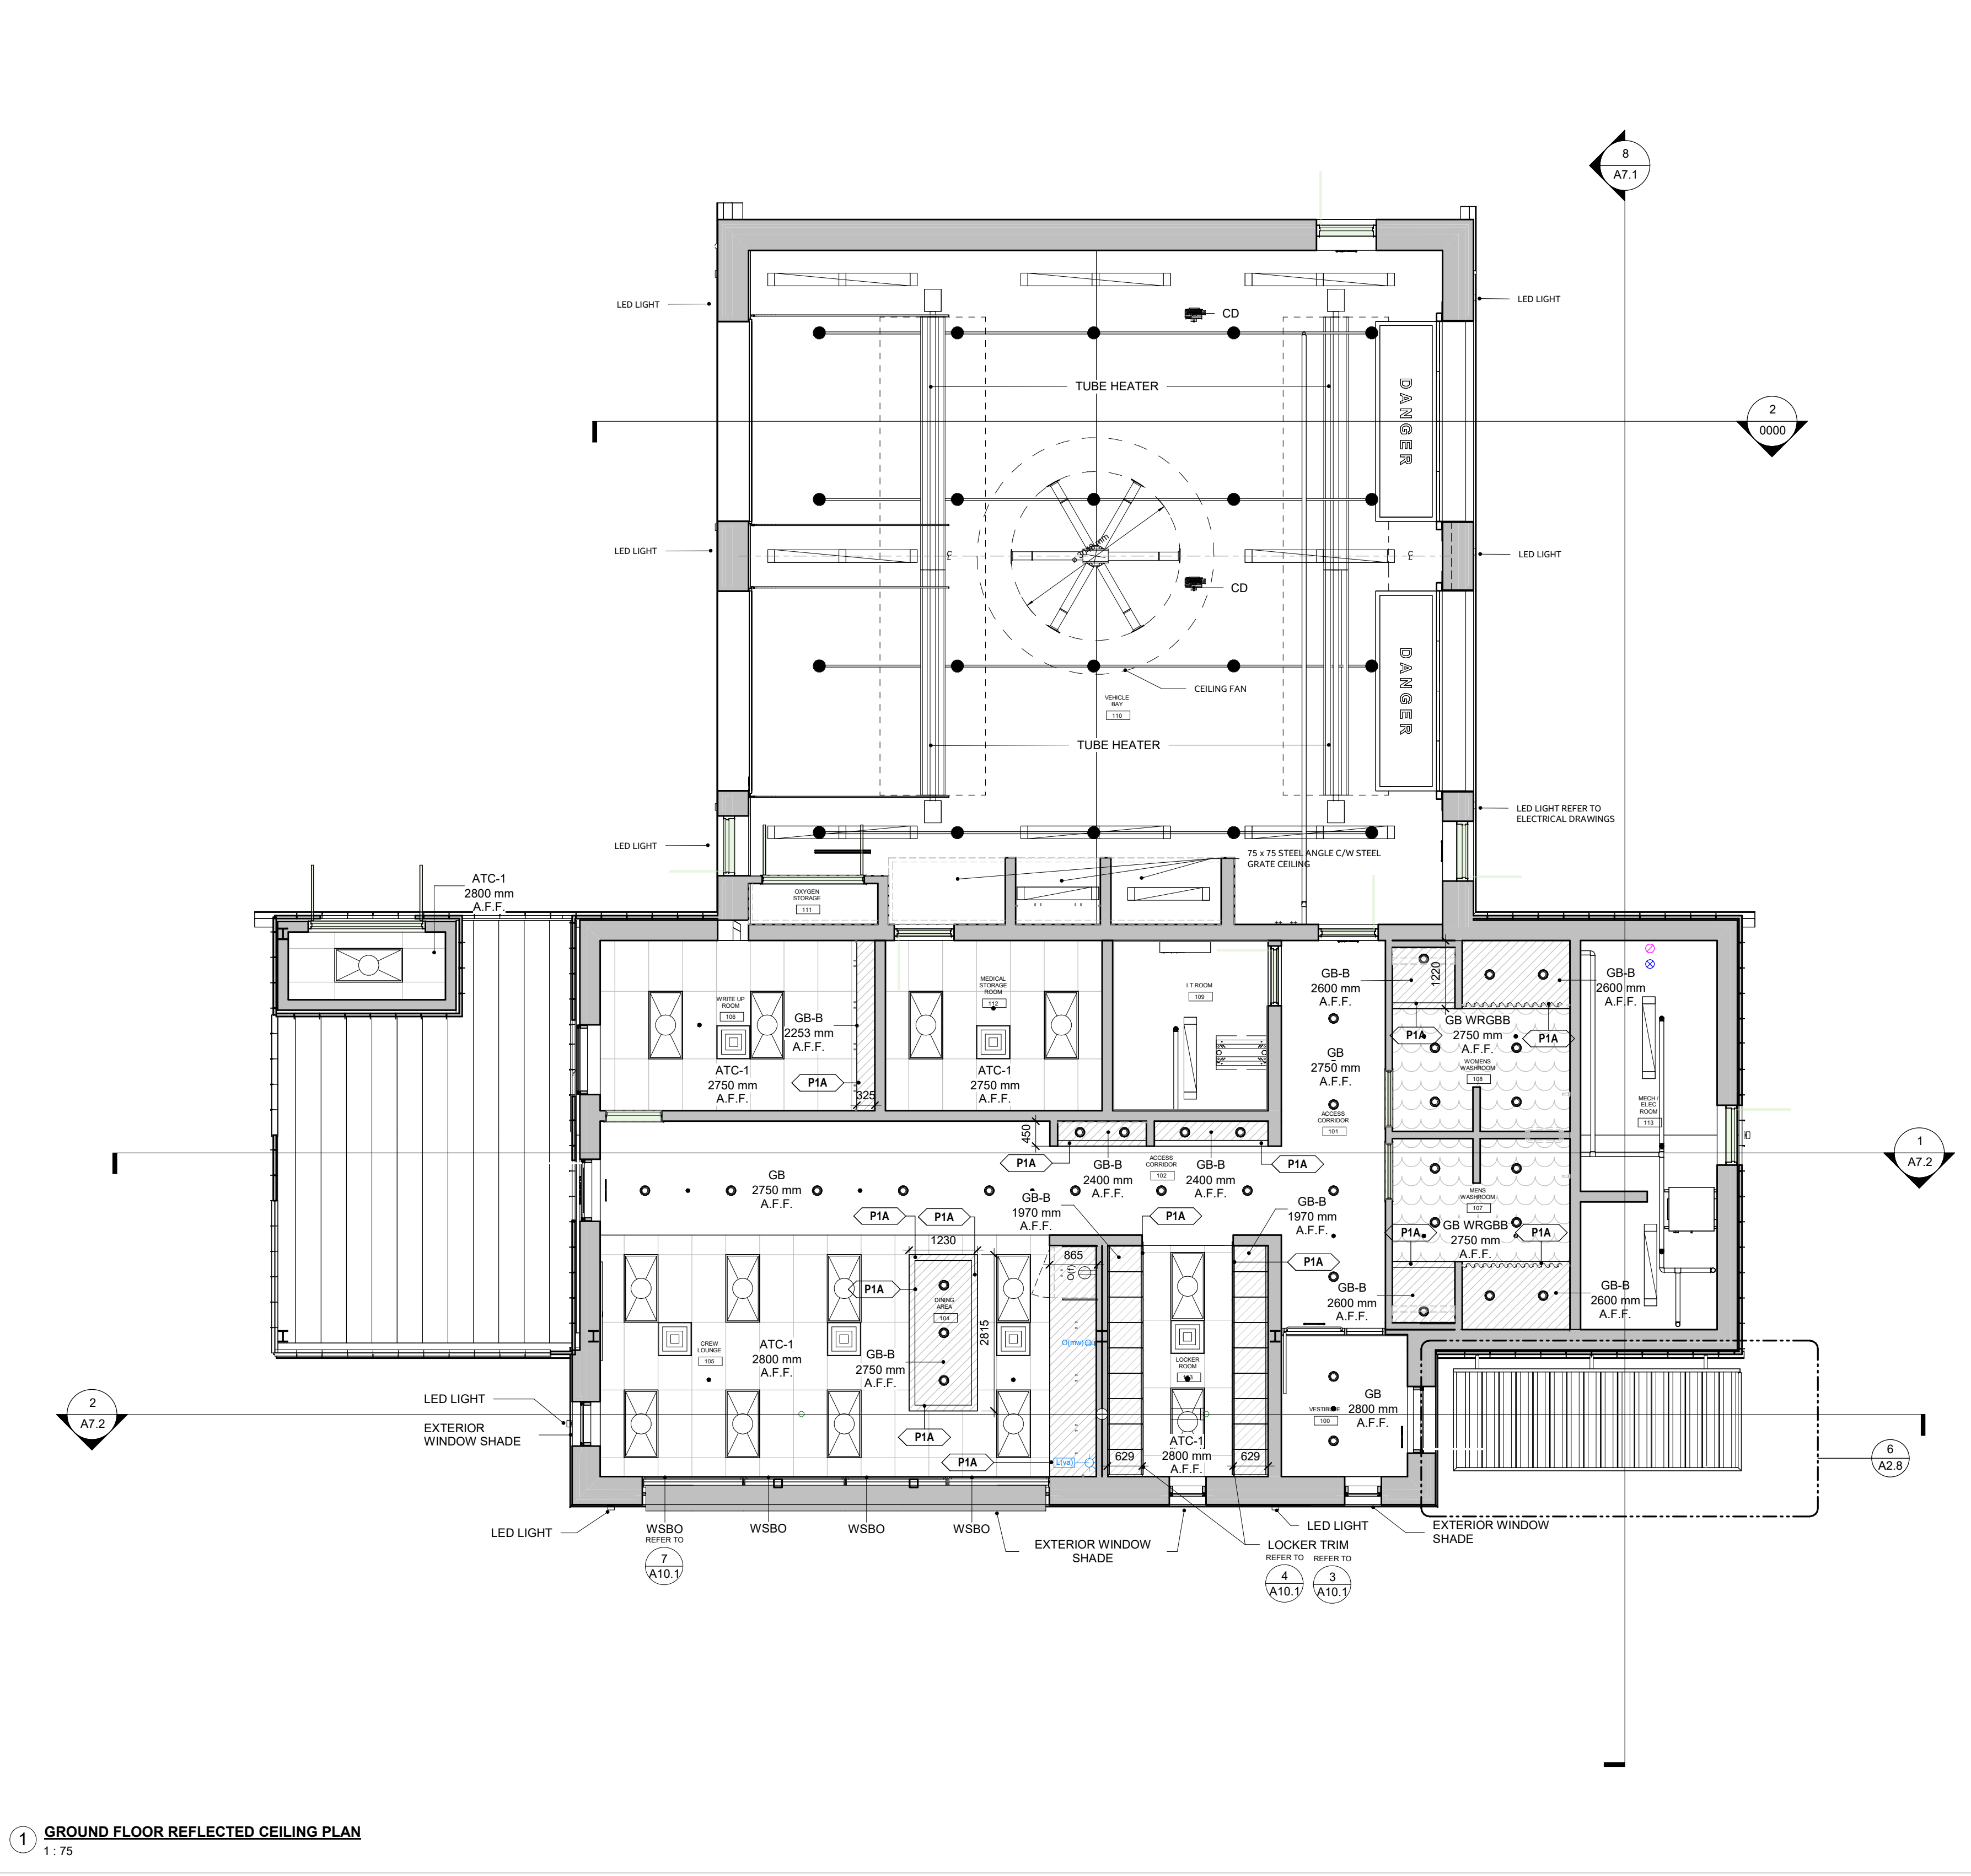 8
A7.1
LED LIGHT
CD
LED LIGHT
TUBE HEATER
DANGER
2
0000
ø 3048 mm
LED LIGHT
LED LIGHT
CD
CEILING FAN
DANGER
VEHICLE
BAY
110
TUBE HEATER
LED LIGHT REFER TO
ELECTRICAL DRAWINGS
LED LIGHT
75 x 75 STEEL ANGLE C/W STEEL
GRATE CEILING
ATC-1
2800 mm
A.F.F.
OXYGEN
STORAGE
111
WRITE UP
ROOM
106
GB-B
2253 mm
A.F.F.
ATC-1
2750 mm
A.F.F.
P1A
325
MEDICAL
STORAGE
ROOM
112
ATC-1
2750 mm
A.F.F.
I.T ROOM
109
GB-B
2600 mm
A.F.F.
1220
GB-B
2600 mm
A.F.F.
GB
2750 mm
A.F.F.
P1A
GB WRGBB
2750 mm
A.F.F.
P1A
WOMENS
WASHROOM
108
ACCESS
CORRIDOR
101
MECH /
ELEC
ROOM
113
450
P1A
GB-B
2400 mm
A.F.F.
ACCESS
CORRIDOR
102
GB-B
2400 mm
A.F.F.
P1A
1
A7.2
GB
2750 mm
A.F.F.
GB-B
1970 mm
A.F.F.
GB-B
1970 mm
A.F.F.
MENS
WASHROOM
107
P1A
P1A
P1A
P1A
GB WRGBB
2750 mm
A.F.F.
P1A
1230
865
O(f)
P1A
P1A
GB-B
2600 mm
A.F.F.
GB-B
2600 mm
A.F.F.
DINING
AREA
104
2815
CREW
LOUNGE
105
ATC-1
2800 mm
A.F.F.
GB-B
2750 mm
A.F.F.
O(mw)
LOCKER
ROOM
103
2
A7.2
LED LIGHT
EXTERIOR
WINDOW SHADE
VESTIBULE
100
GB
2800 mm
A.F.F.
P1A
P1A
L(va)
629
ATC-1
2800 mm
A.F.F.
629
6
A2.8
LED LIGHT
WSBO
REFER TO
7
A10.1
WSBO
WSBO
WSBO
EXTERIOR WINDOW
SHADE
LED LIGHT
LOCKER TRIM
REFER TO
4
A10.1
REFER TO
3
A10.1
EXTERIOR WINDOW
SHADE
1
GROUND FLOOR REFLECTED CEILING PLAN
1 : 75